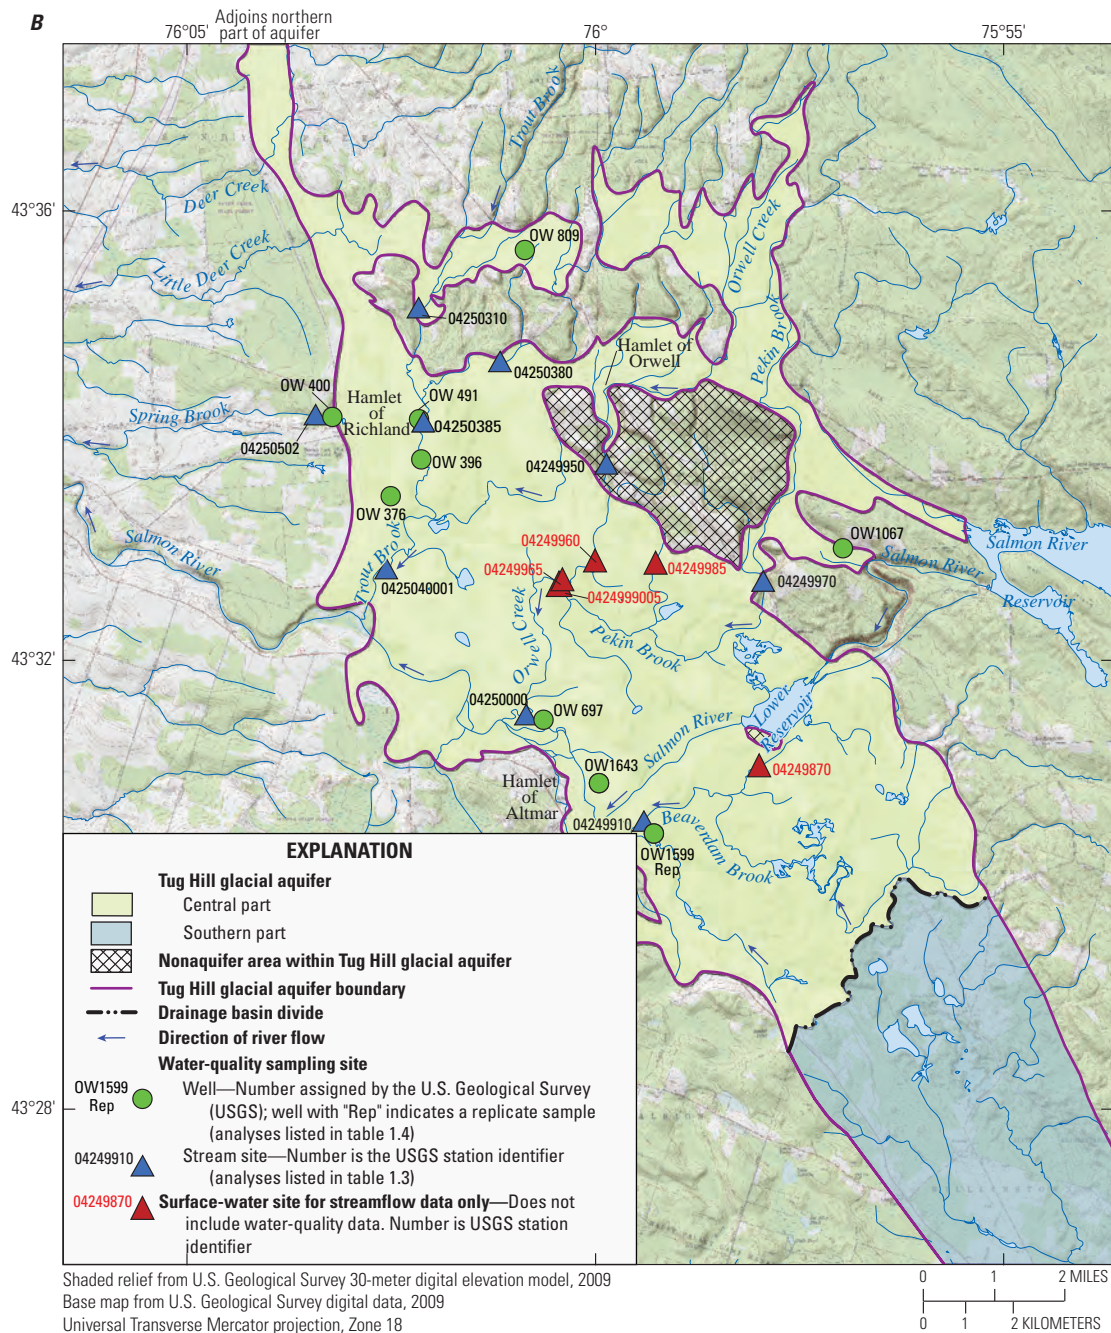 B
Adjoins northern
part of aquifer
76°05'
76°
75°55'
43°36'
43°32'
43°28'
Trout Brook
Deer Creek
Little Deer Creek
OW 809
Orwell Creek
Pekin Brook
04250310
Hamlet of
Orwell
04250380
OW 400
Hamlet
of
Richland
OW 491
Spring Brook
04250385
04250502
OW 396
04249950
OW 376
OW1067
Salmon River
Trout Brook
04249960
04249965
04249985
Salmon River
Salmon River
Reservoir
04249970
0425040001
0424999005
Orwell Creek
Pekin Brook
04250000
OW 697
Salmon River
Lower
Reservoir
OW1643
04249870
Hamlet
of
Altmar
04249910
Beaverdam Brook
OW1599
Rep
EXPLANATION
Tug Hill glacial aquifer
Central part
Southern part
Nonaquifer area within Tug Hill glacial aquifer
Tug Hill glacial aquifer boundary
Drainage basin divide
Direction of river flow
Water-quality sampling site
OW1599
Rep
Well—Number assigned by the U.S. Geological Survey
(USGS); well with "Rep" indicates a replicate sample
(analyses listed in table 1.4)
04249910
Stream site—Number is the USGS station identifier
(analyses listed in table 1.3)
04249870
Surface-water site for streamflow data only—Does not
include water-quality data. Number is USGS station
identifier
Shaded relief from U.S. Geological Survey 30-meter digital elevation model, 2009
Base map from U.S. Geological Survey digital data, 2009
Universal Transverse Mercator projection, Zone 18
0 1 2 MILES
0 1 2 KILOMETERS